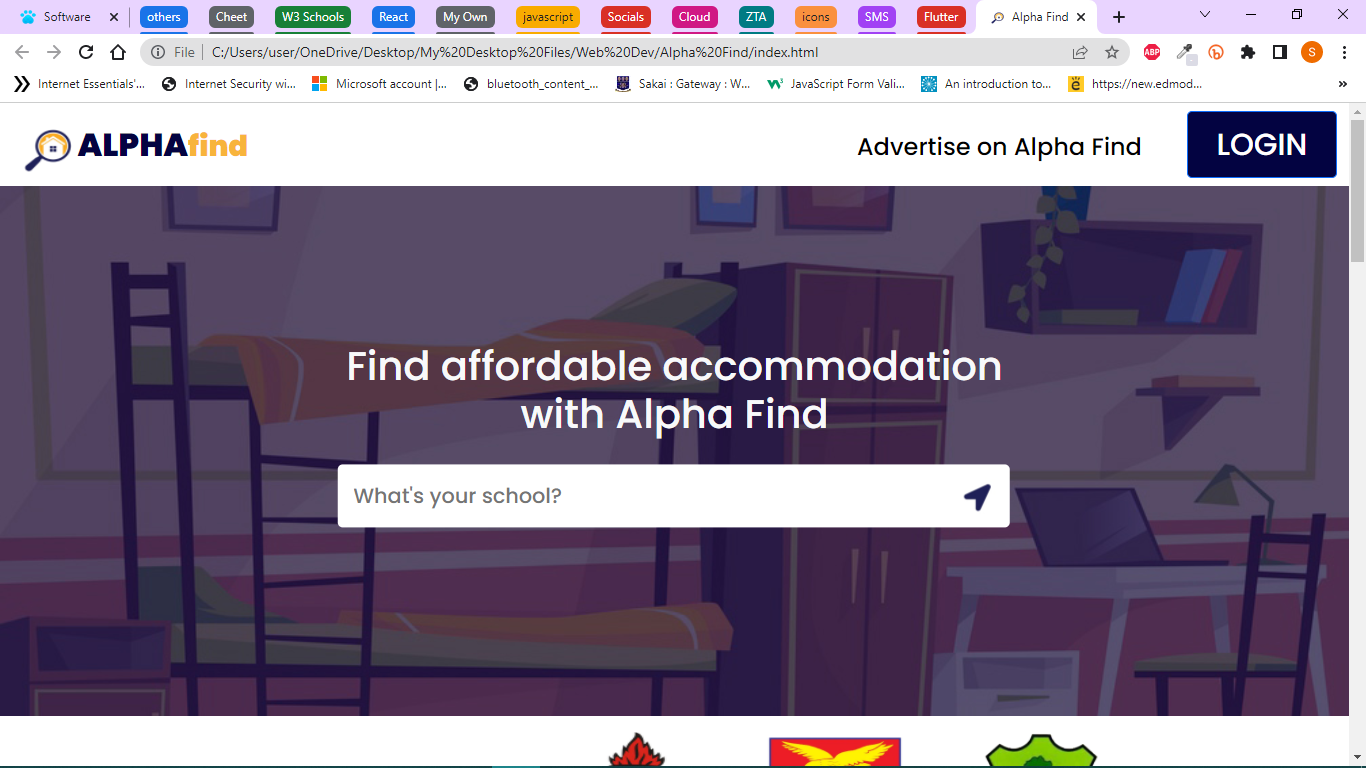 Software
others
Cheet
W3 Schools
React
My Own
javascript
Socials
Cloud
ZTA
icons
SMS
Flutter
Alpha Find
File
C:/Users/user/OneDrive/Desktop/My%20Desktop%20Files/Web%20Dev/Alpha%20Find/index.html
ABP
S
Internet Essentials'...
Internet Security wi...
Microsoft account |...
bluetooth_content_...
Sakai : Gateway : W...
JavaScript Form Vali...
An introduction to...
https://new.edmod...
ALPHAfind
Advertise on Alpha Find
LOGIN
Find affordable accommodation
with Alpha Find
What's your school?